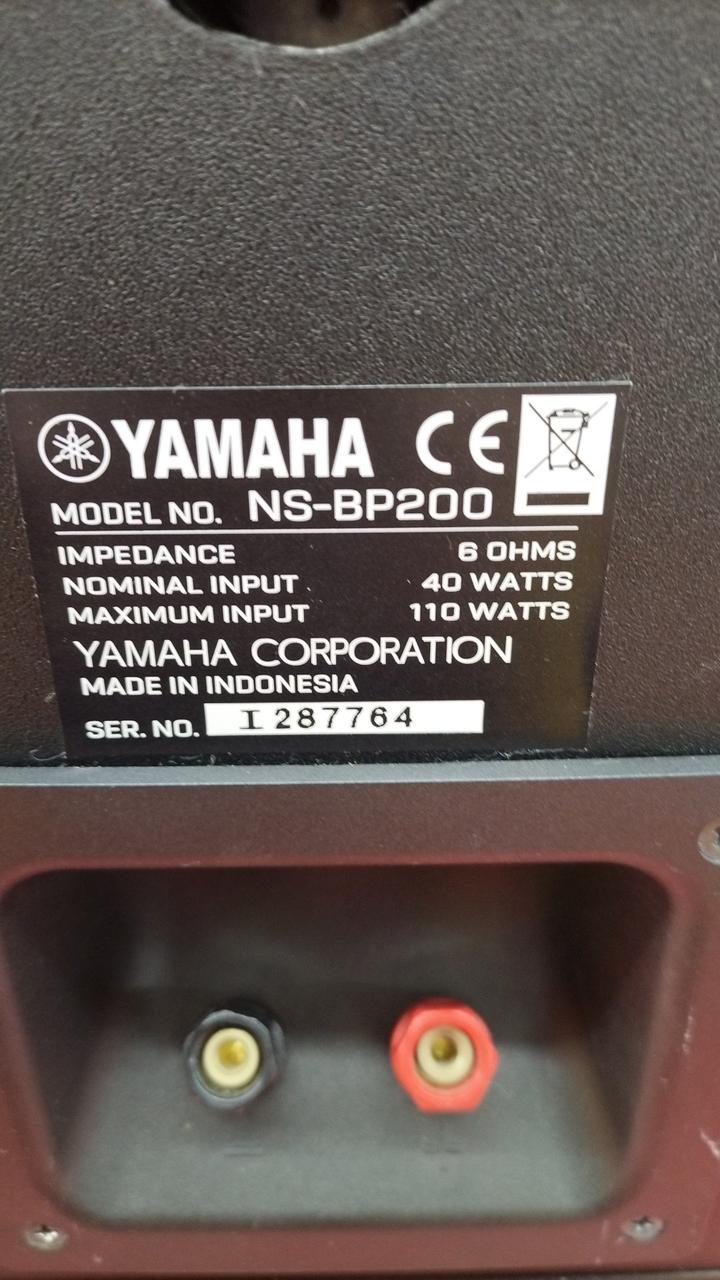 YAMAHA CE
MODEL NO. NS-BP200
IMPEDANCE 6 OHMS
NOMINAL INPUT 40 WATTS
MAXIMUM INPUT 110 WATTS
YAMAHA CORPORATION
MADE IN INDONESIA
SER. NO. I287764